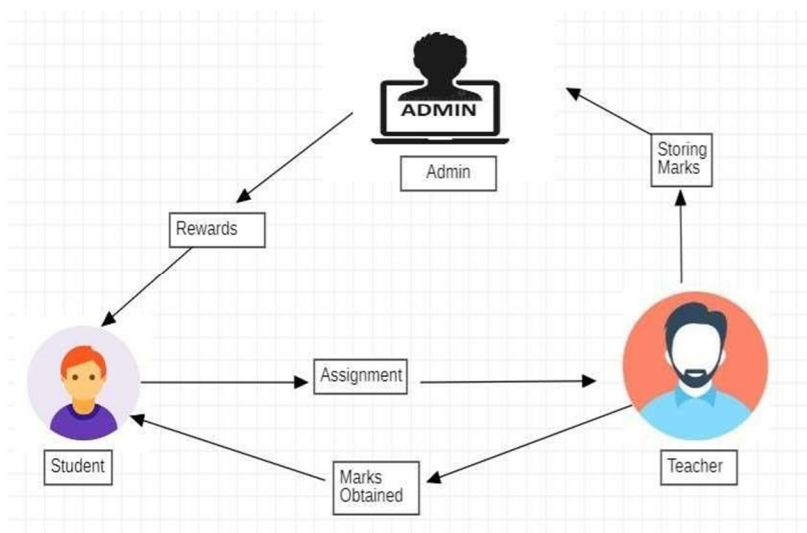 ADMIN
Admin
Storing
Marks
Rewards
Assignment
Student
Marks
Obtained
Teacher